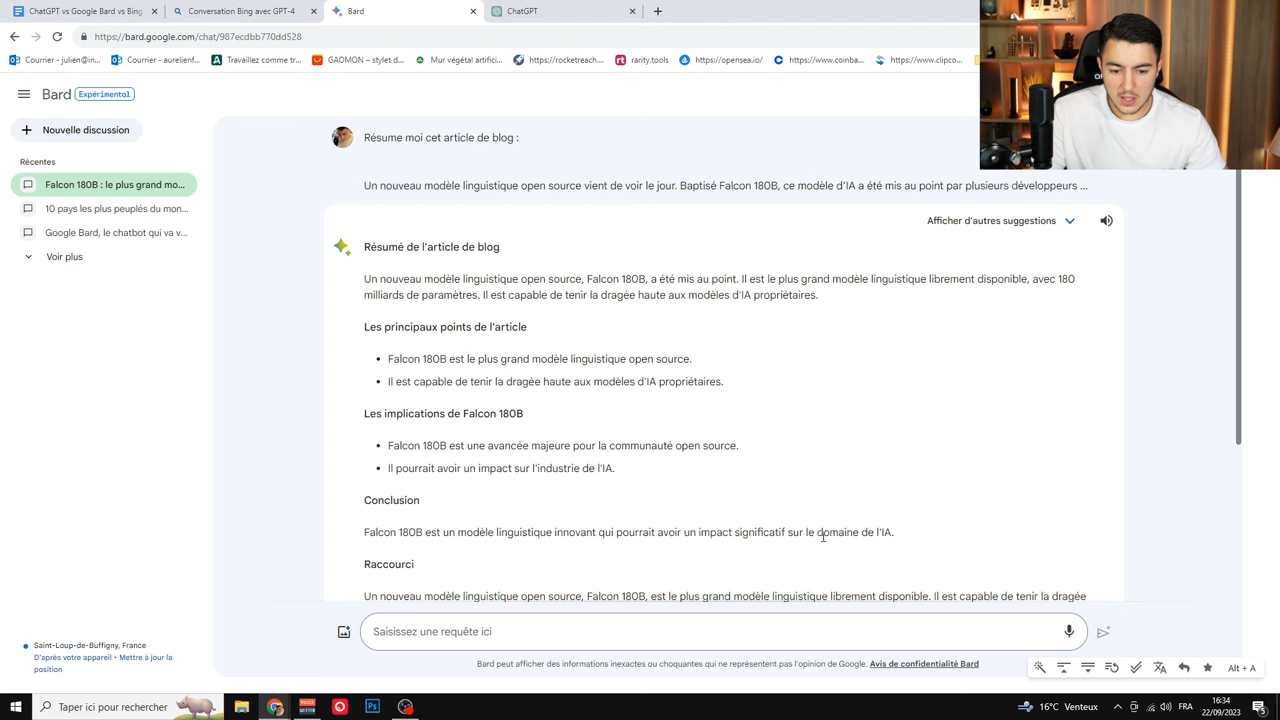 ChatGPT vs Google Bard vs Bing
Conversation Bing avec GPT-4
Bard
ChatGPT
https://bard.google.com/chat/987ecdbb770dd528
Courrier - julien@in...
Courrier - aurelienf...
Travaillez comme tr...
GAOMON – stylet d...
Mur végétal artifici...
https://rocketreach....
rarity.tools
https://opensea.io/
https://www.coinba...
https://www.clipco...
Bard Expérimental
Nouvelle discussion
Récentes
Falcon 180B : le plus grand mo...
10 pays les plus peuplés du mon...
Google Bard, le chatbot qui va v...
Voir plus
Résume moi cet article de blog :
Un nouveau modèle linguistique open source vient de voir le jour. Baptisé Falcon 180B, ce modèle d'IA a été mis au point par plusieurs développeurs ...
Afficher d'autres suggestions
Résumé de l'article de blog
Un nouveau modèle linguistique open source, Falcon 180B, a été mis au point. Il est le plus grand modèle linguistique librement disponible, avec 180
milliards de paramètres. Il est capable de tenir la dragée haute aux modèles d'IA propriétaires.
Les principaux points de l'article
• Falcon 180B est le plus grand modèle linguistique open source.
• Il est capable de tenir la dragée haute aux modèles d'IA propriétaires.
Les implications de Falcon 180B
• Falcon 180B est une avancée majeure pour la communauté open source.
• Il pourrait avoir un impact sur l'industrie de l'IA.
Conclusion
Falcon 180B est un modèle linguistique innovant qui pourrait avoir un impact significatif sur le domaine de l'IA.
Raccourci
Un nouveau modèle linguistique open source, Falcon 180B, est le plus grand modèle linguistique librement disponible. Il est capable de tenir la dragée
Saisissez une requête ici
Bard peut afficher des informations inexactes ou choquantes qui ne représentent pas l'opinion de Google. Avis de confidentialité Bard
Saint-Loup-de-Buffigny, France
D'après votre appareil • Mettre à jour la
position
Alt + A
Taper ici pour rechercher
16°C Venteux
FRA
16:34
22/09/2023
5